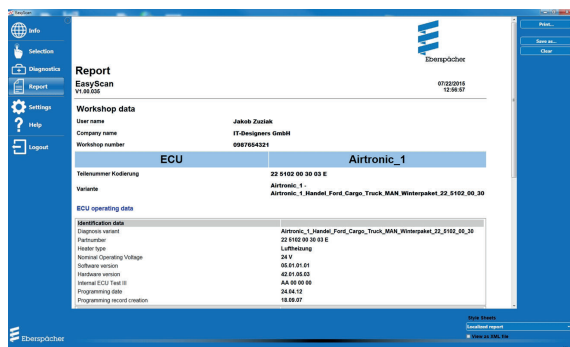 EasyScan
Info
Selection
Diagnostics
Report
Settings
Help
Logout
Eberspächer
Print...
Save as...
Clear
Eberspächer
Report
EasyScan
V1.00.035
07/22/2015
12:56:57
Workshop data
User name Jakob Zuziak
Company name IT-Designers GmbH
Workshop number 0987654321
ECU Airtronic_1
Teilenummer Kodierung 22 5102 00 30 03 E
Variante Airtronic_1 -
Airtronic_1_Handel_Ford_Cargo_Truck_MAN_Winterpaket_22_5102_00_30
ECU operating data
Identification data
Diagnosis variant Airtronic_1_Handel_Ford_Cargo_Truck_MAN_Winterpaket_22_5102_00_30
Partnumber 22 5102 00 30 03 E
Heater type Luftheizung
Nominal Operating Voltage 24 V
Software version 05.01.01.01
Hardware version 42.01.05.03
Internal ECU Test III AA 00 00 00
Programming date 24.04.12
Programming record creation 18.09.07
Style Sheets
Localized report
View as XML file